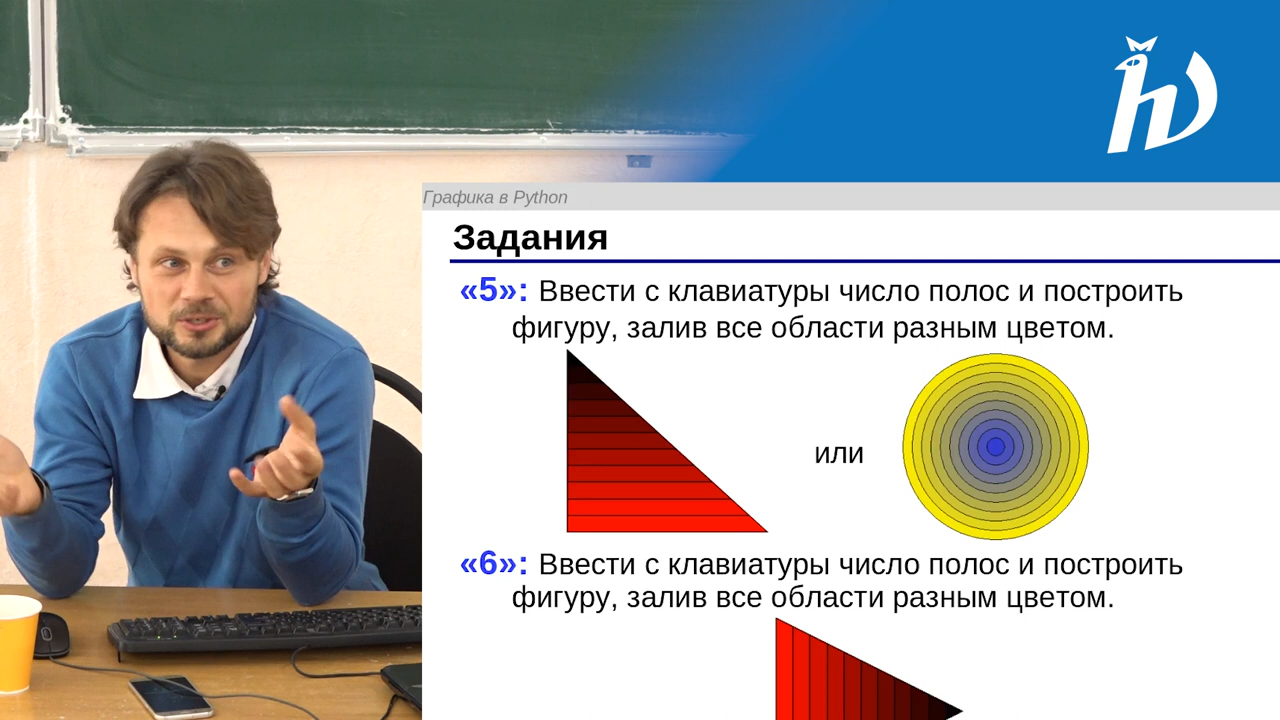 Графика в Python
Задания
«5»: Ввести с клавиатуры число полос и построить
фигуру, залив все области разным цветом.
или
«6»: Ввести с клавиатуры число полос и построить
фигуру, залив все области разным цветом.